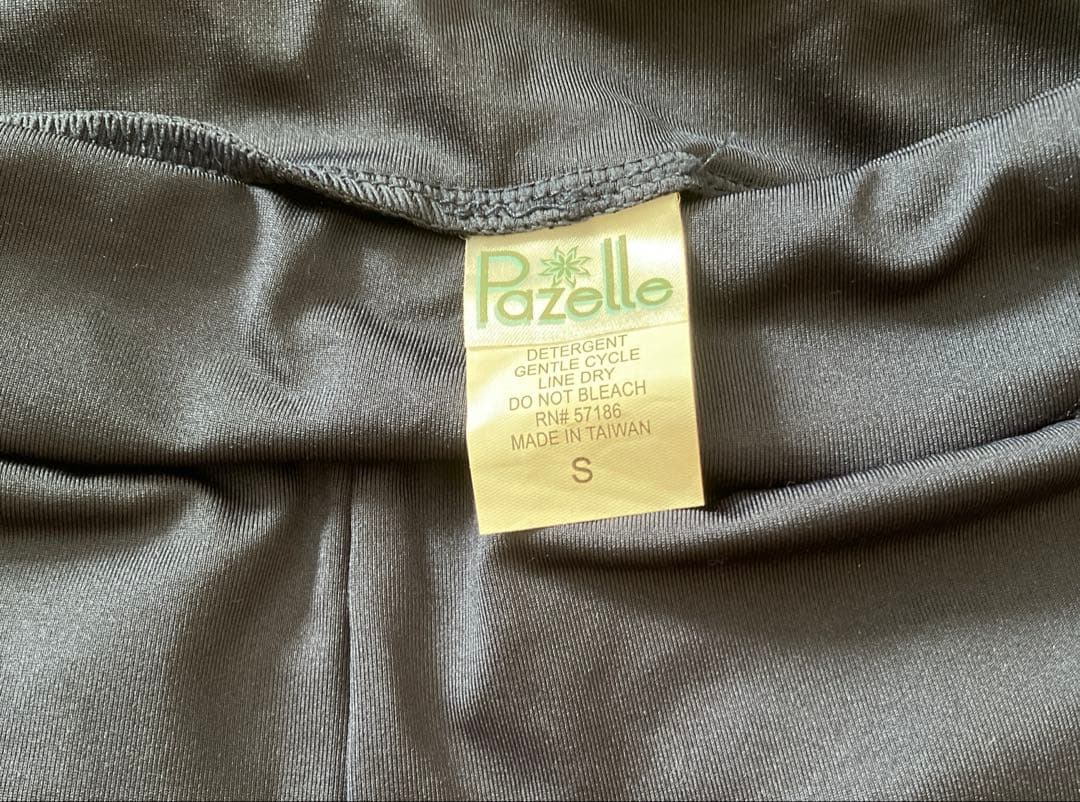 Pazelle
DETERGENT
GENTLE CYCLE
LINE DRY
DO NOT BLEACH
RN# 57186
MADE IN TAIWAN
S